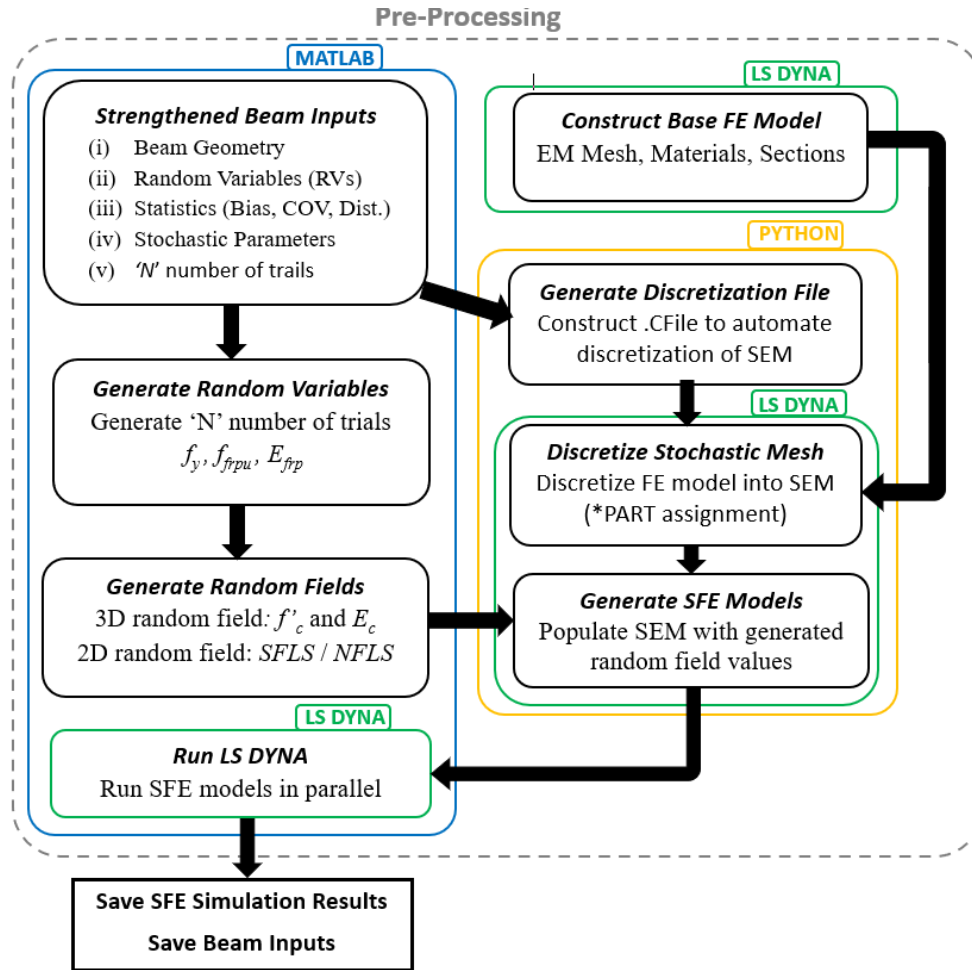 Pre-Processing
MATLAB
Strengthened Beam Inputs
(i) Beam Geometry
(ii) Random Variables (RVs)
(iii) Statistics (Bias, COV, Dist.)
(iv) Stochastic Parameters
(v) ‘N’ number of trails
Generate Random Variables
Generate ‘N’ number of trials
f_y, f_frpu, E_frp
Generate Random Fields
3D random field: f’_c and E_c
2D random field: SFLS / NFLS
LS DYNA
Run LS DYNA
Run SFE models in parallel
LS DYNA
Construct Base FE Model
EM Mesh, Materials, Sections
PYTHON
Generate Discretization File
Construct .CFile to automate
discretization of SEM
LS DYNA
Discretize Stochastic Mesh
Discretize FE model into SEM
(*PART assignment)
Generate SFE Models
Populate SEM with generated
random field values
Save SFE Simulation Results
Save Beam Inputs